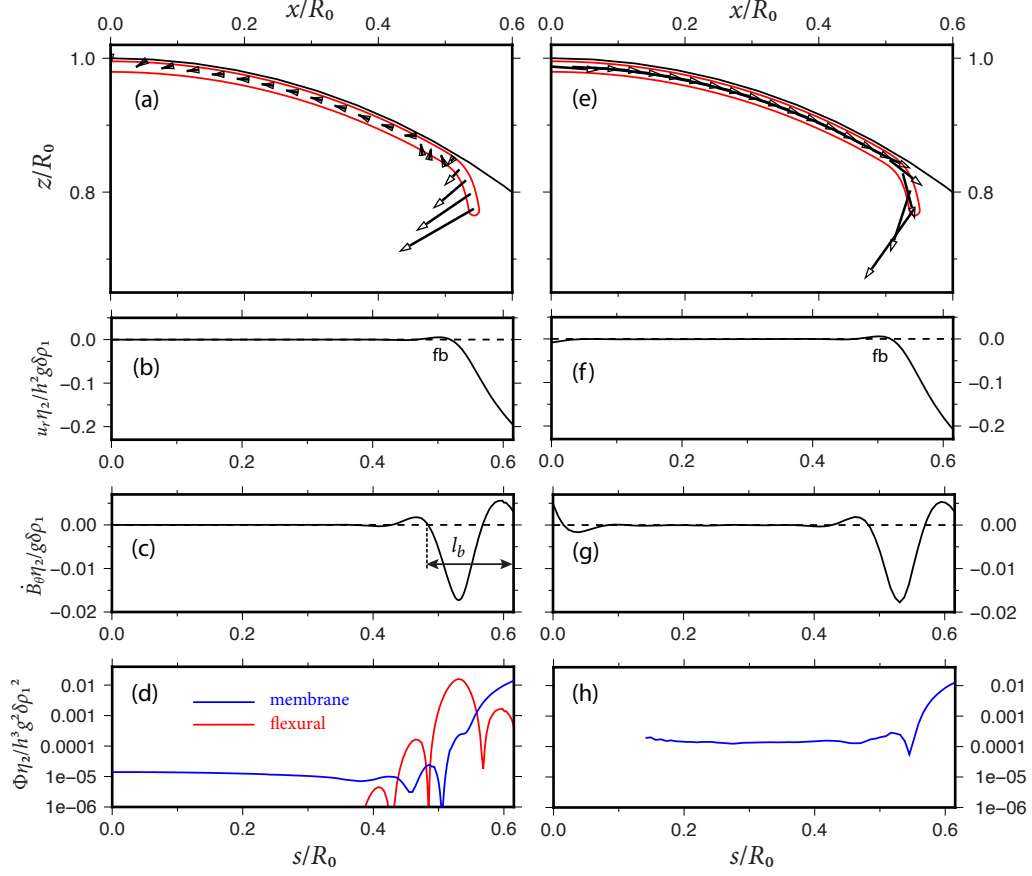 x/R₀ x/R₀
0.0 0.2 0.4 0.6 0.0 0.2 0.4 0.6
1.0 (a) (e) 1.0
z/R₀
0.8 0.8
0.0 (b) fb (f) fb 0.0
−0.1 −0.1
−0.2 −0.2
uᵣη₂/h²gδρ₁
0.0 0.2 0.4 0.6 0.0 0.2 0.4 0.6
0.00 (c) l_b (g) 0.00
−0.01 −0.01
−0.02 −0.02
Ḃ_θη₂/gδρ₁
0.0 0.2 0.4 0.6 0.0 0.2 0.4 0.6
0.01 (d) membrane (h) 0.01
0.001 flexural 0.001
0.0001 0.0001
1e−05 1e−05
1e−06 1e−06
Φη₂/h³g²δρ₁²
0.0 0.2 0.4 0.6 0.0 0.2 0.4 0.6
s/R₀ s/R₀